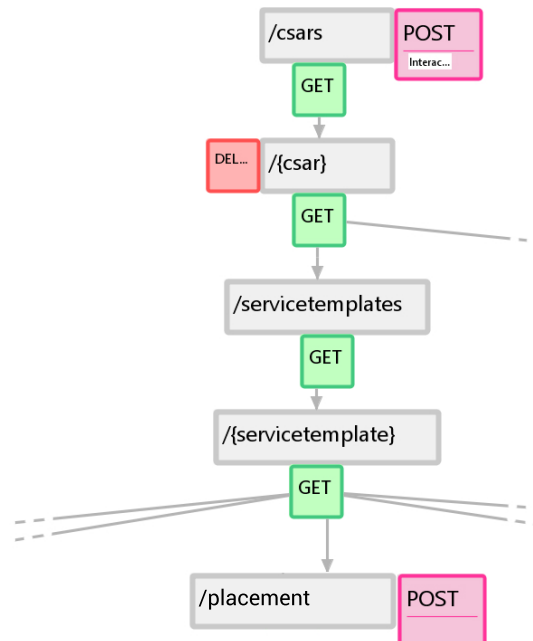 /csars
POST
Interac...
GET
DEL...
/{csar}
GET
/servicetemplates
GET
/{servicetemplate}
GET
/placement
POST